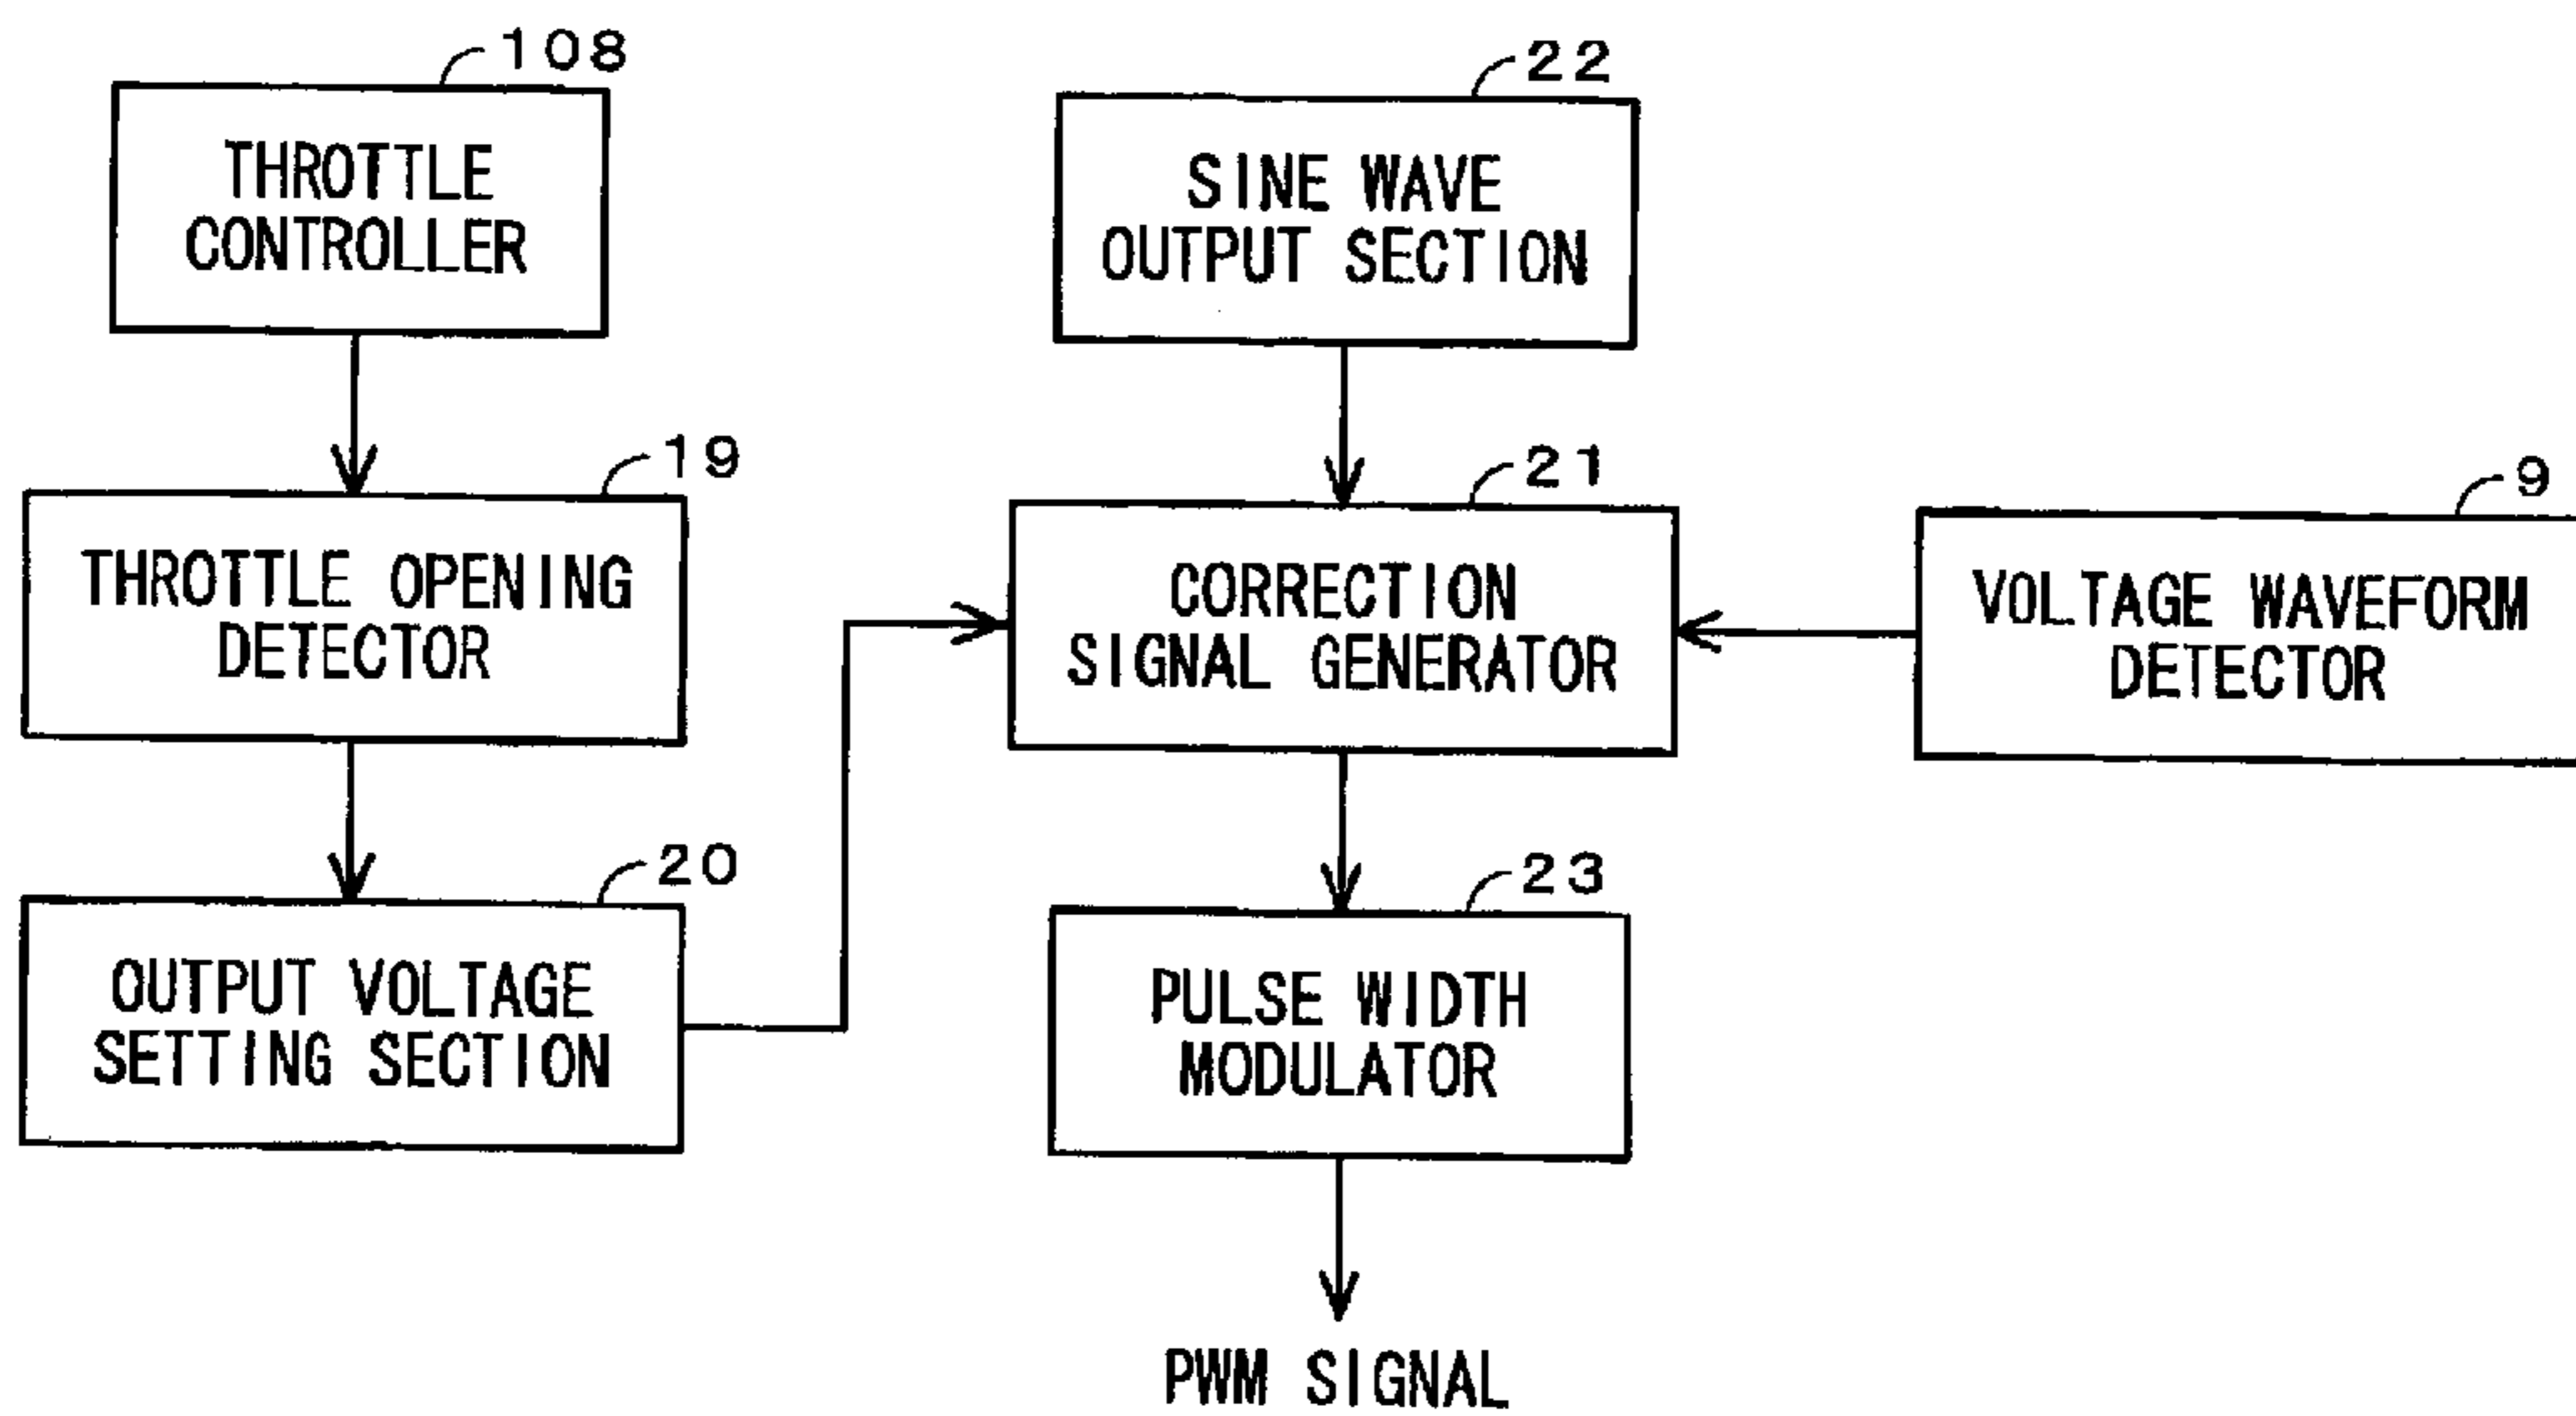 108
THROTTLE
CONTROLLER
22
SINE WAVE
OUTPUT SECTION
19
THROTTLE OPENING
DETECTOR
21
CORRECTION
SIGNAL GENERATOR
9
VOLTAGE WAVEFORM
DETECTOR
20
OUTPUT VOLTAGE
SETTING SECTION
23
PULSE WIDTH
MODULATOR
PWM SIGNAL